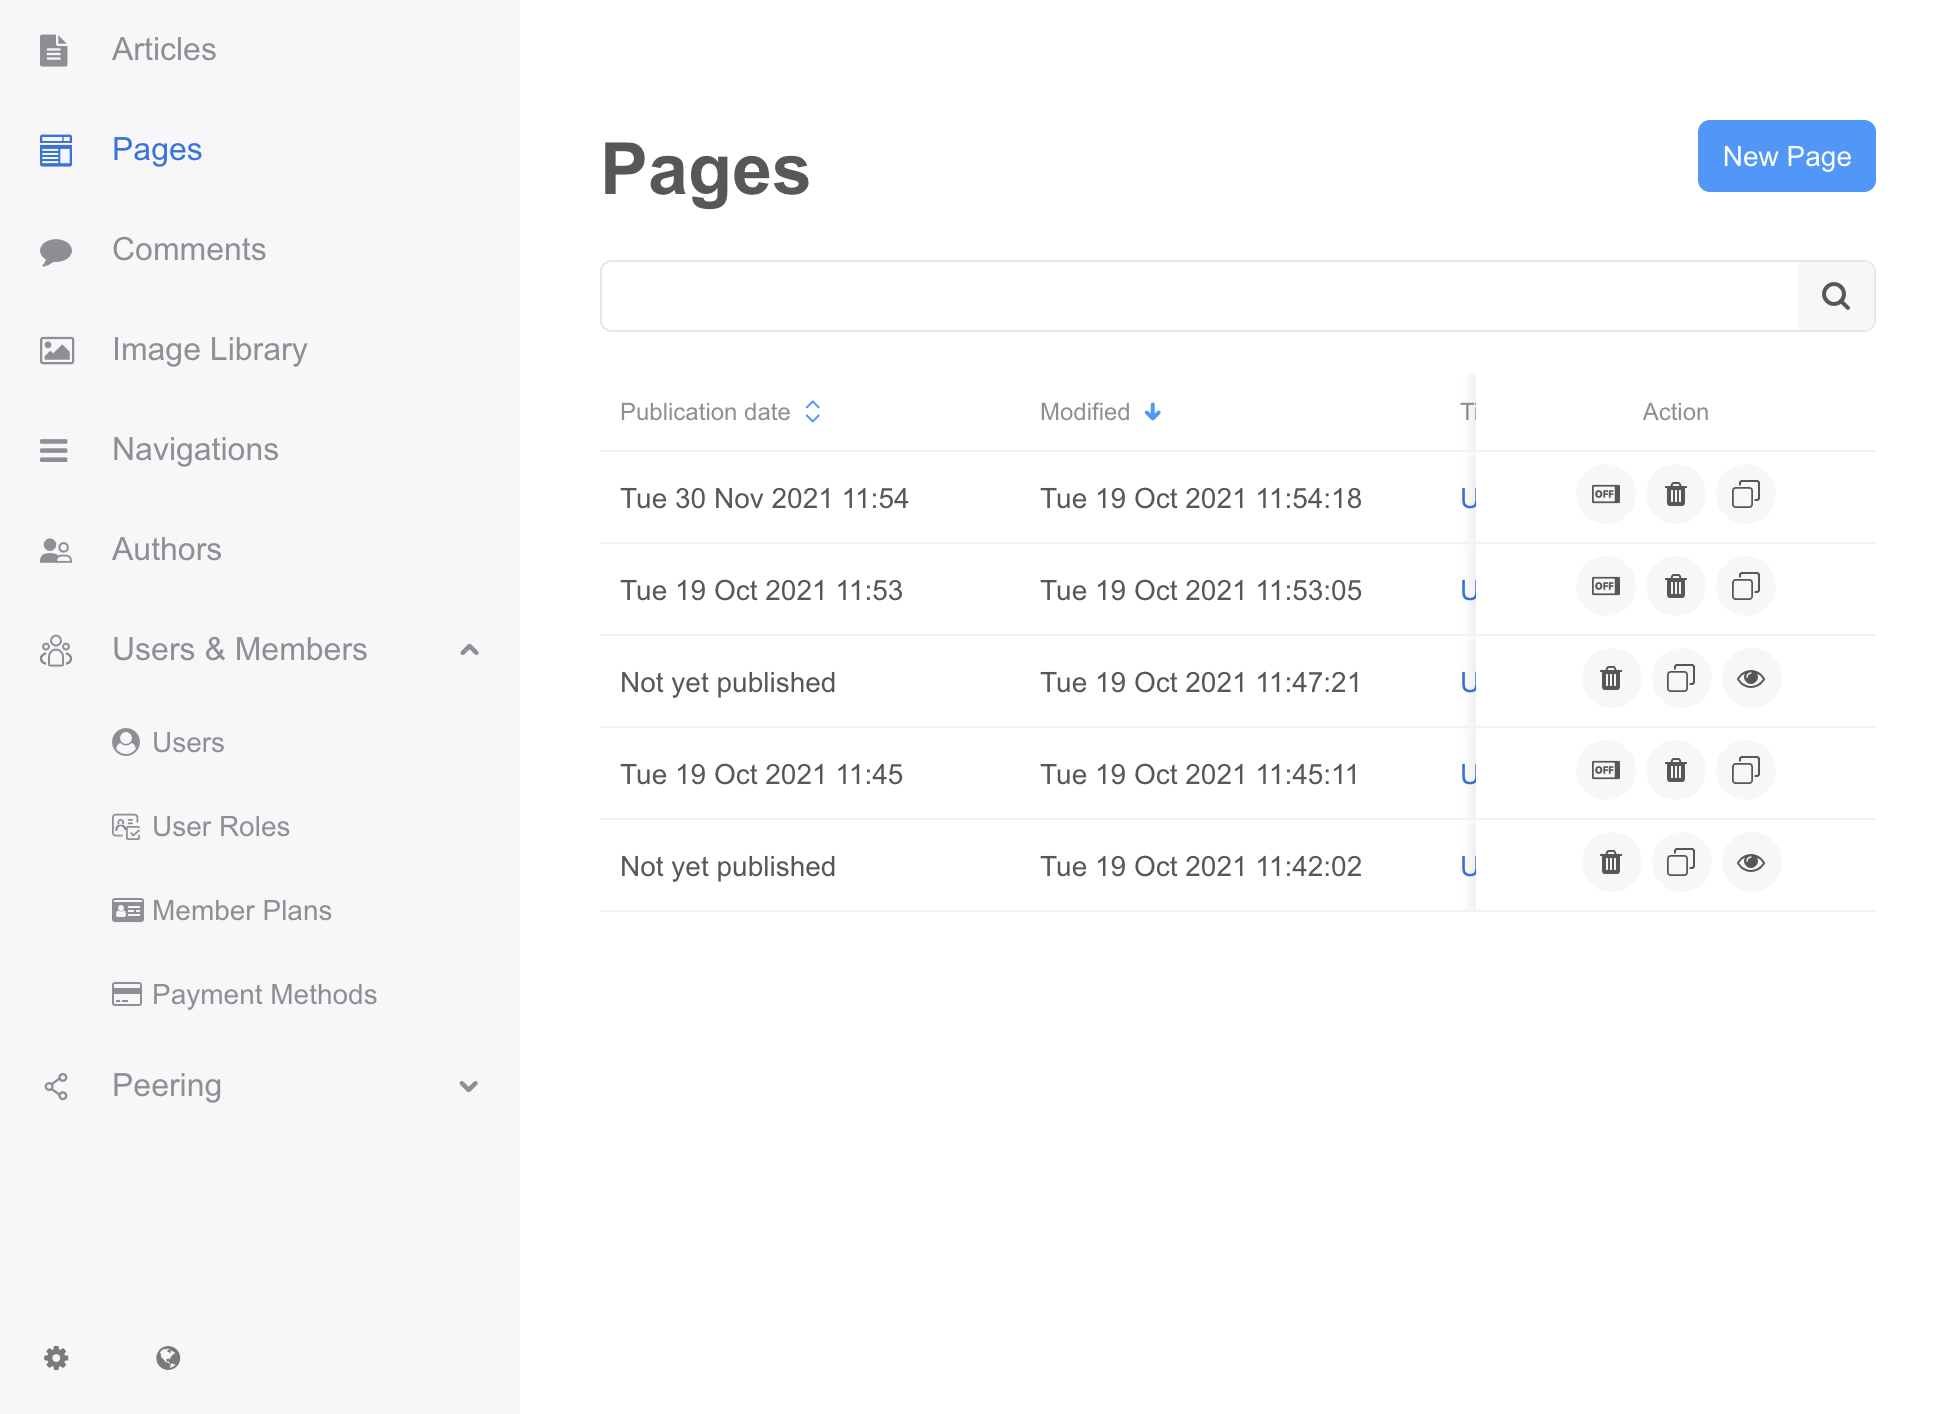 Articles
Pages
Comments
Image Library
Navigations
Authors
Users & Members
Users
User Roles
Member Plans
Payment Methods
Peering
Pages
New Page
Publication date Modified Action
Tue 30 Nov 2021 11:54 Tue 19 Oct 2021 11:54:18 U OFF
Tue 19 Oct 2021 11:53 Tue 19 Oct 2021 11:53:05 U OFF
Not yet published Tue 19 Oct 2021 11:47:21 U
Tue 19 Oct 2021 11:45 Tue 19 Oct 2021 11:45:11 U OFF
Not yet published Tue 19 Oct 2021 11:42:02 U